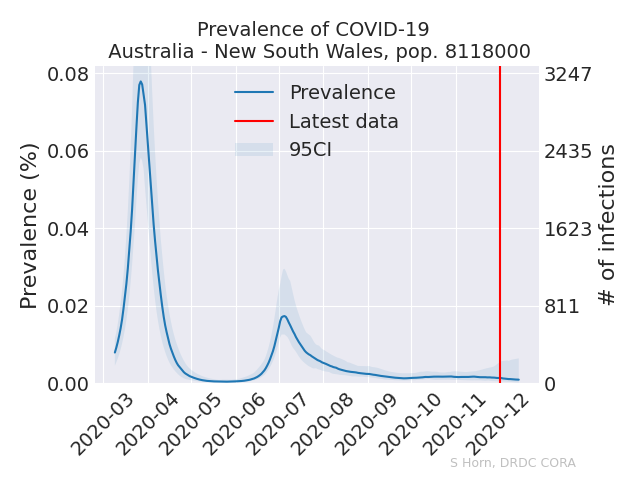 Prevalence of COVID-19
Australia - New South Wales, pop. 8118000
Prevalence
Latest data
95CI
Prevalence (%)
0.08
0.06
0.04
0.02
0.00
3247
2435
1623
811
0
# of infections
2020-03
2020-04
2020-05
2020-06
2020-07
2020-08
2020-09
2020-10
2020-11
2020-12
S Horn, DRDC CORA